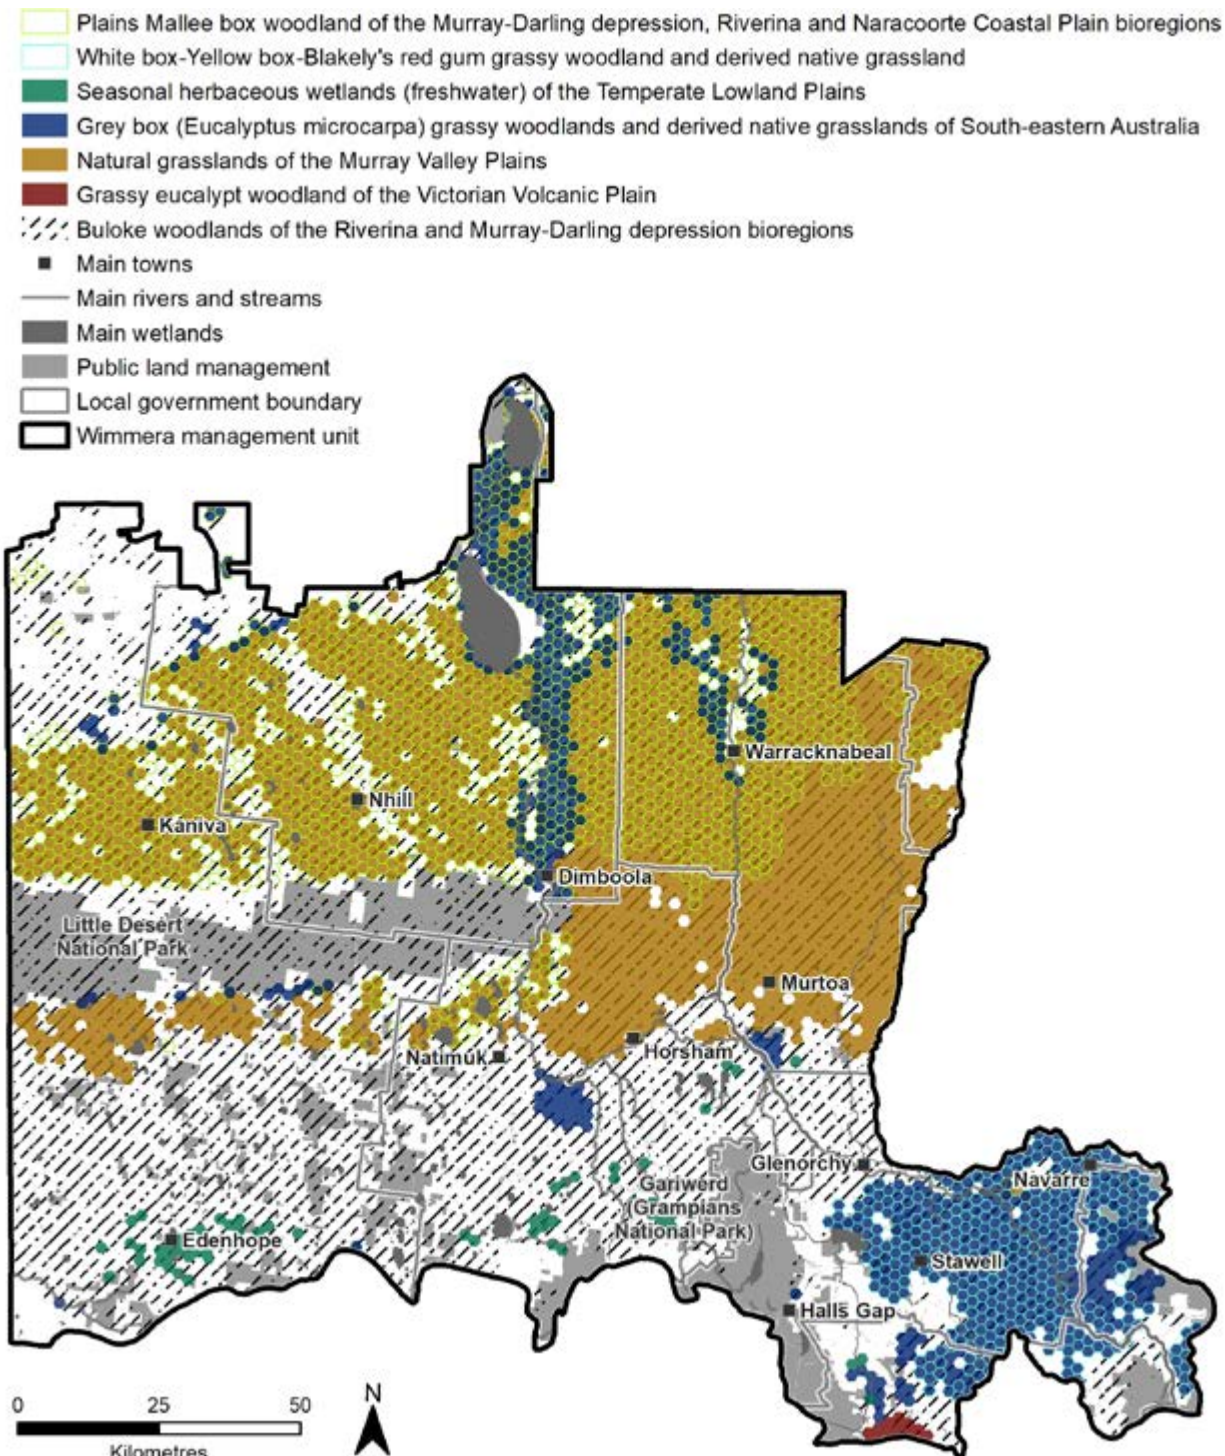 Plains Mallee box woodland of the Murray-Darling depression, Riverina and Naracoorte Coastal Plain bioregions
White box-Yellow box-Blakely's red gum grassy woodland and derived native grassland
Seasonal herbaceous wetlands (freshwater) of the Temperate Lowland Plains
Grey box (Eucalyptus microcarpa) grassy woodlands and derived native grasslands of South-eastern Australia
Natural grasslands of the Murray Valley Plains
Grassy eucalypt woodland of the Victorian Volcanic Plain
Buloke woodlands of the Riverina and Murray-Darling depression bioregions
Main towns
Main rivers and streams
Main wetlands
Public land management
Local government boundary
Wimmera management unit
Warracknabeal
Nhill
Kaniva
Dimboola
Little Desert
National Park
Murtoa
Horsham
Natimuk
Glenorchy
Navarre
Gariwerd
(Grampians
National Park)
Edenhope
Stawell
Halls Gap
0 25 50
N
Kilometres